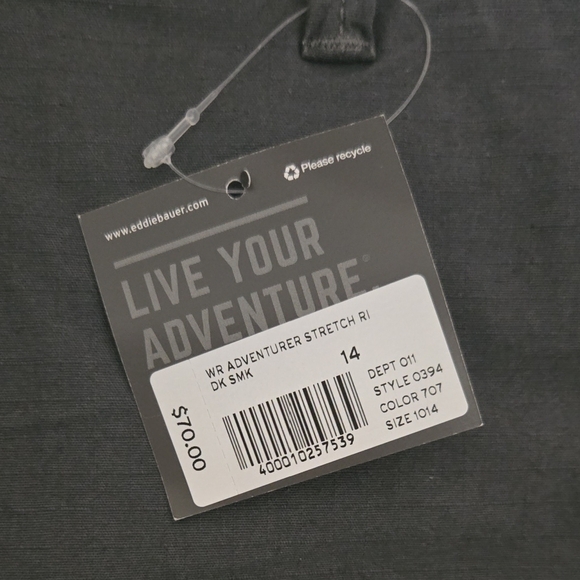 Please recycle
www.eddiebauer.com
LIVE YOUR
ADVENTURE®
WR ADVENTURER STRETCH RI
DK SMK
14
DEPT 011
STYLE 0394
COLOR 707
SIZE 1014
$70.00
400010257539